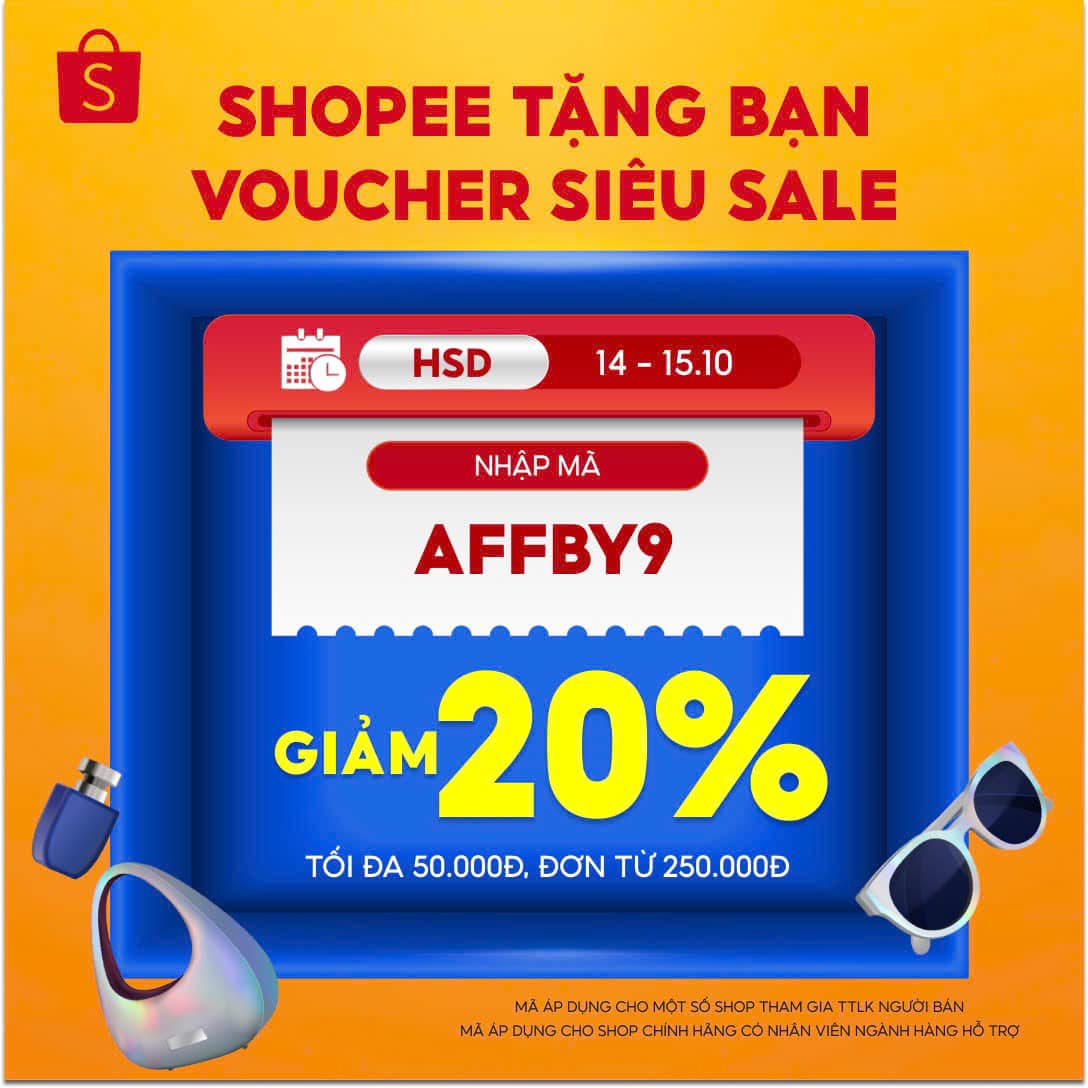 S
SHOPEE TẶNG BẠN
VOUCHER SIÊU SALE
HSD 14 - 15.10
NHẬP MÃ
AFFBY9
GIẢM 20%
TỐI ĐA 50.000Đ, ĐƠN TỪ 250.000Đ
MÃ ÁP DỤNG CHO MỘT SỐ SHOP THAM GIA TTLK NGƯỜI BÁN
MÃ ÁP DỤNG CHO SHOP CHÍNH HÃNG CÓ NHÂN VIÊN NGÀNH HÀNG HỖ TRỢ